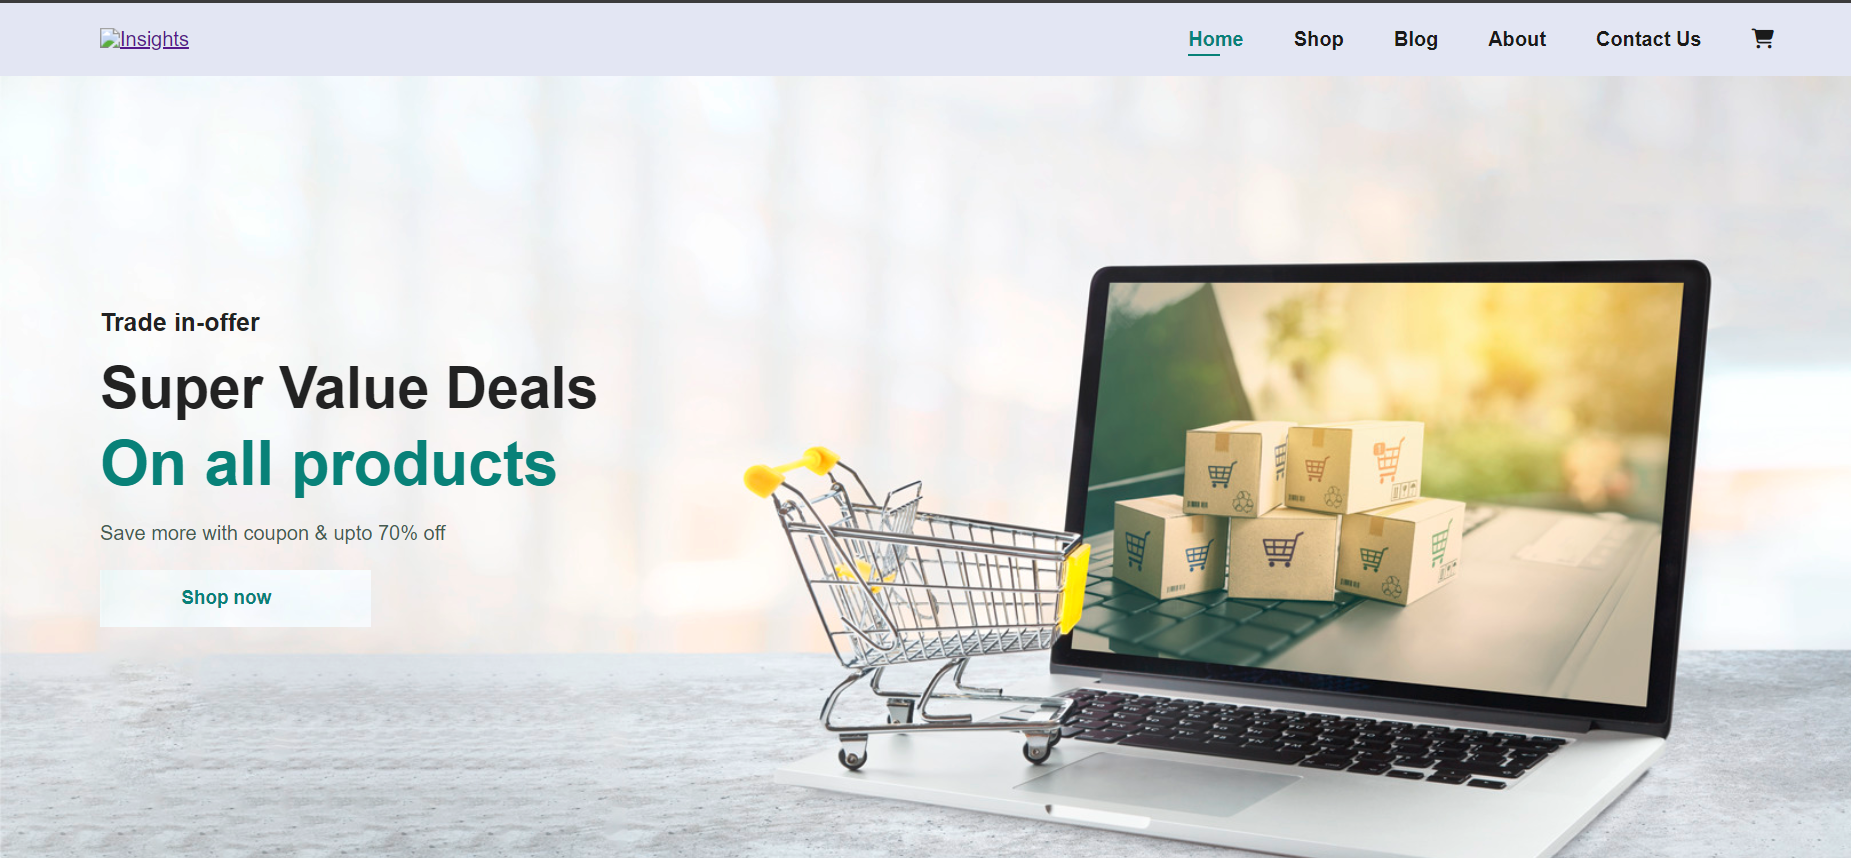 Insights
Home
Shop
Blog
About
Contact Us
Trade in-offer
Super Value Deals
On all products
Save more with coupon & upto 70% off
Shop now